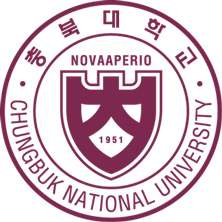 충북대학교
NOVAAPERIO
1951
CHUNGBUK NATIONAL UNIVERSITY